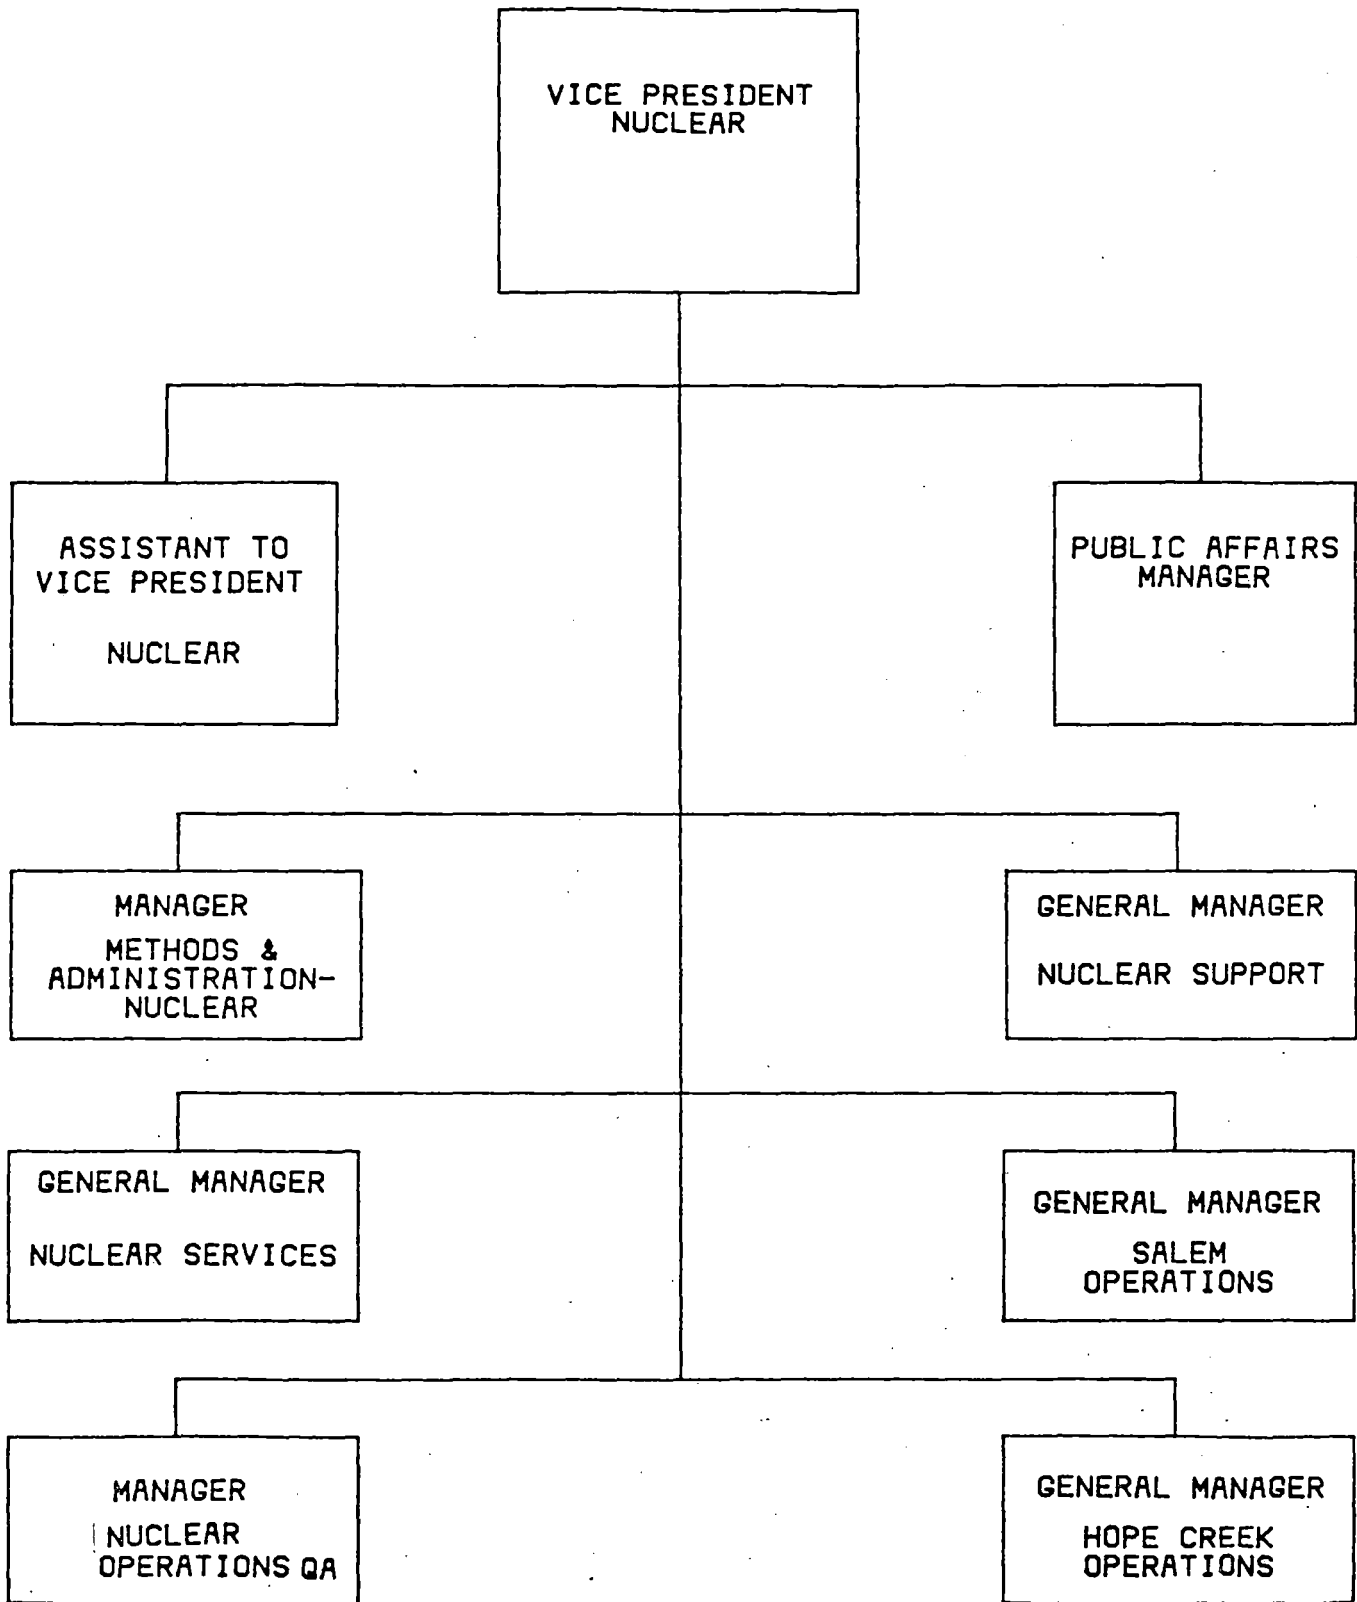 VICE PRESIDENT
NUCLEAR
ASSISTANT TO
VICE PRESIDENT
NUCLEAR
PUBLIC AFFAIRS
MANAGER
MANAGER
METHODS &
ADMINISTRATION-
NUCLEAR
GENERAL MANAGER
NUCLEAR SUPPORT
GENERAL MANAGER
NUCLEAR SERVICES
GENERAL MANAGER
SALEM
OPERATIONS
MANAGER
NUCLEAR
OPERATIONS QA
GENERAL MANAGER
HOPE CREEK
OPERATIONS